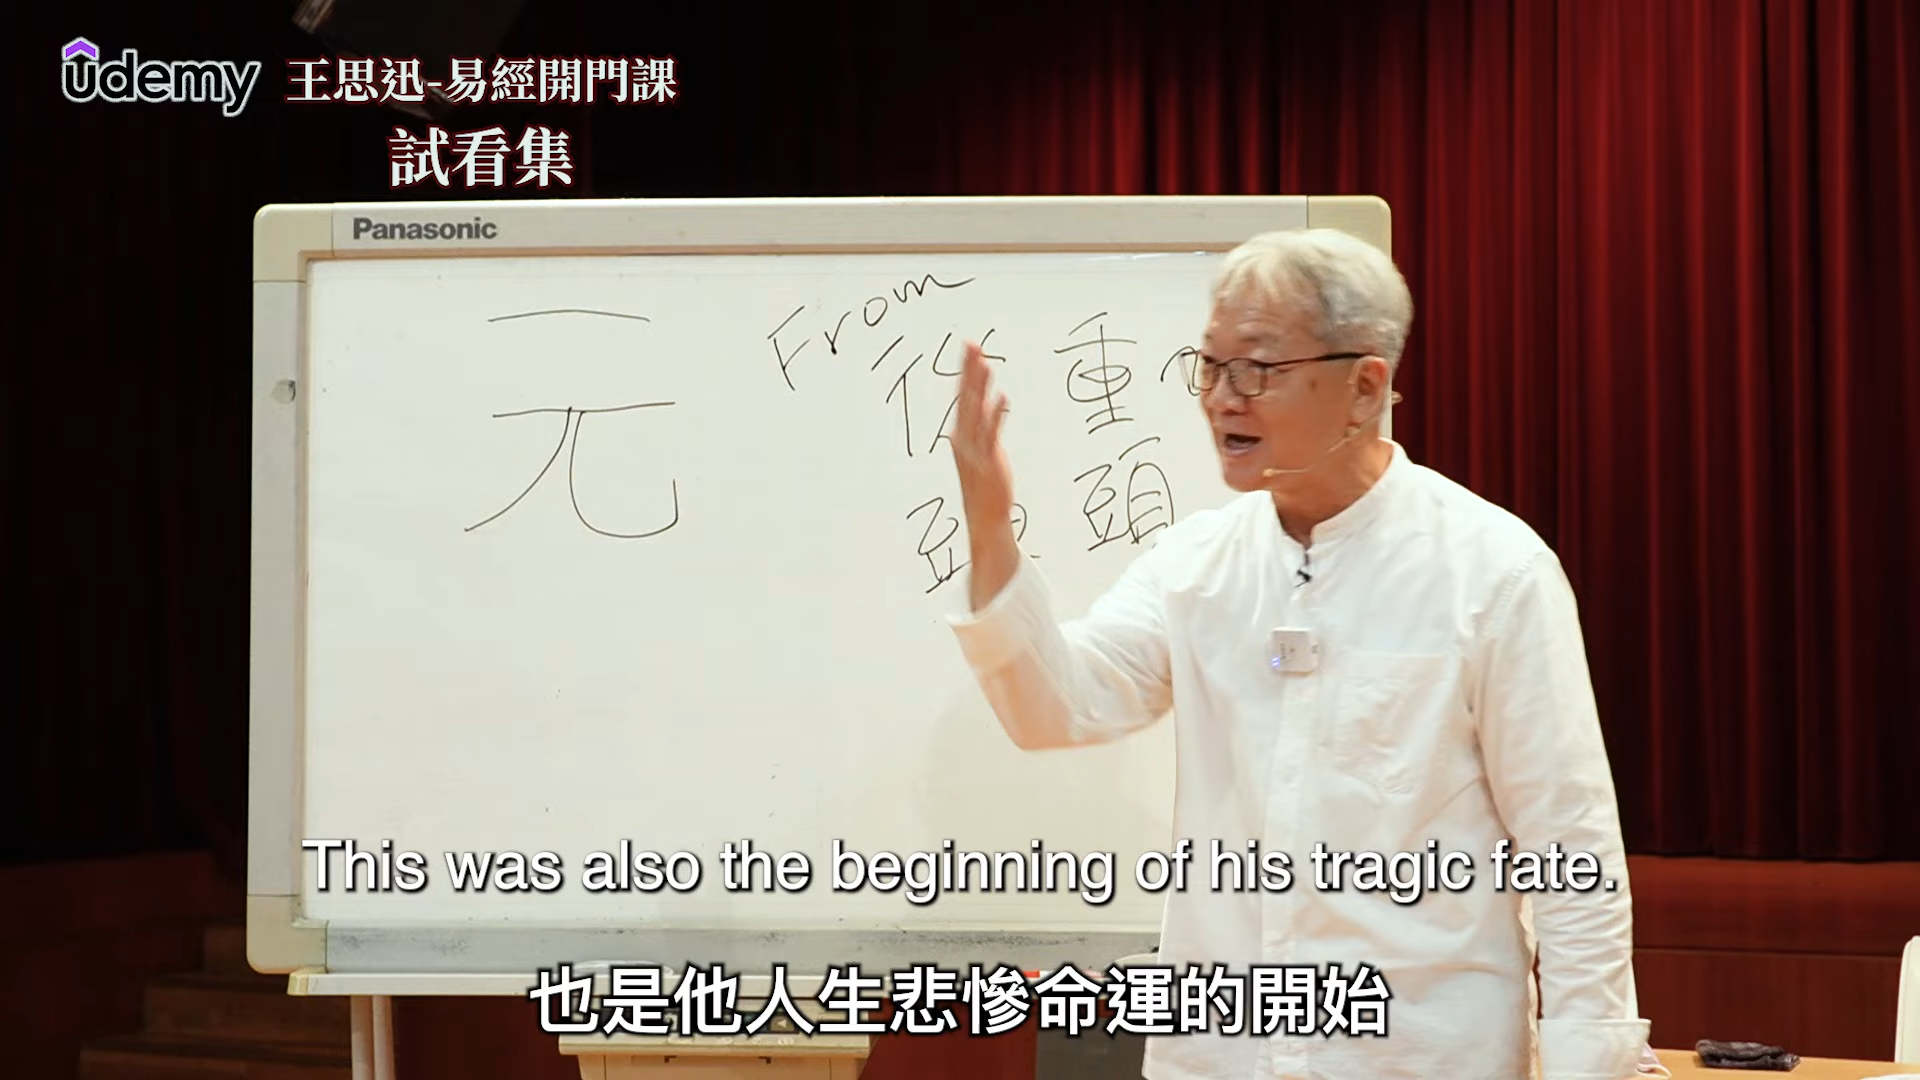 udemy 王思迅-易經開門課
試看集
Panasonic
元
From
從頭
重頭
This was also the beginning of his tragic fate.
也是他人生悲慘命運的開始